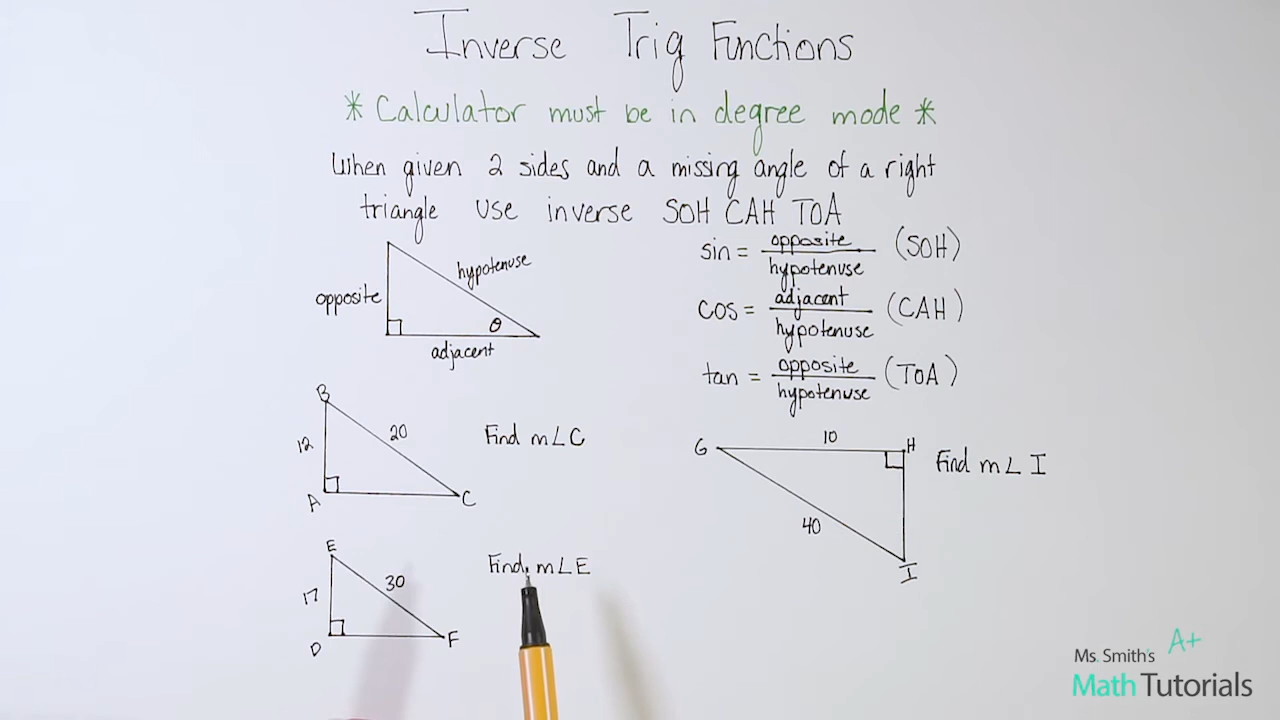 Inverse Trig Functions
* Calculator must be in degree mode *
When given 2 sides and a missing angle of a right
triangle use inverse SOH CAH TOA
opposite
hypotenuse
θ
adjacent
sin = opposite / hypotenuse (SOH)
cos = adjacent / hypotenuse (CAH)
tan = opposite / hypotenuse (TOA)
B
12
20
A
C
Find m∠C
G
10
H
40
I
Find m∠I
E
17
30
D
F
Find m∠E
Ms. Smith's A+
Math Tutorials